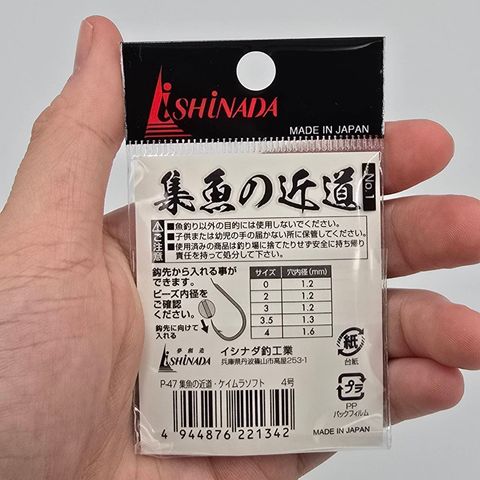 ISHiNADA
MADE IN JAPAN
集魚の近道
No.1
ご注意
■魚釣り以外の目的には使用しないでください。
■子供または幼児の手の届かない所に保管してください。
■使用済みの商品は釣り場に捨てたりせず安全に持ち帰り
責任を持って処分して下さい。
鈎先から入れる事が
できます。
ビーズ内径を
ご確認
ください。
鈎先に向けて
入れる
サイズ 穴内径(mm)
0 1.2
2 1.2
3 1.2
3.5 1.3
4 1.6
夢創造
ISHiNADA
イシナダ釣工業
兵庫県丹波篠山市高屋253-1
紙
台紙
プラ
PP
パックフィルム
P-47 集魚の近道・ケイムラソフト 4号
4 944876 221342
MADE IN JAPAN